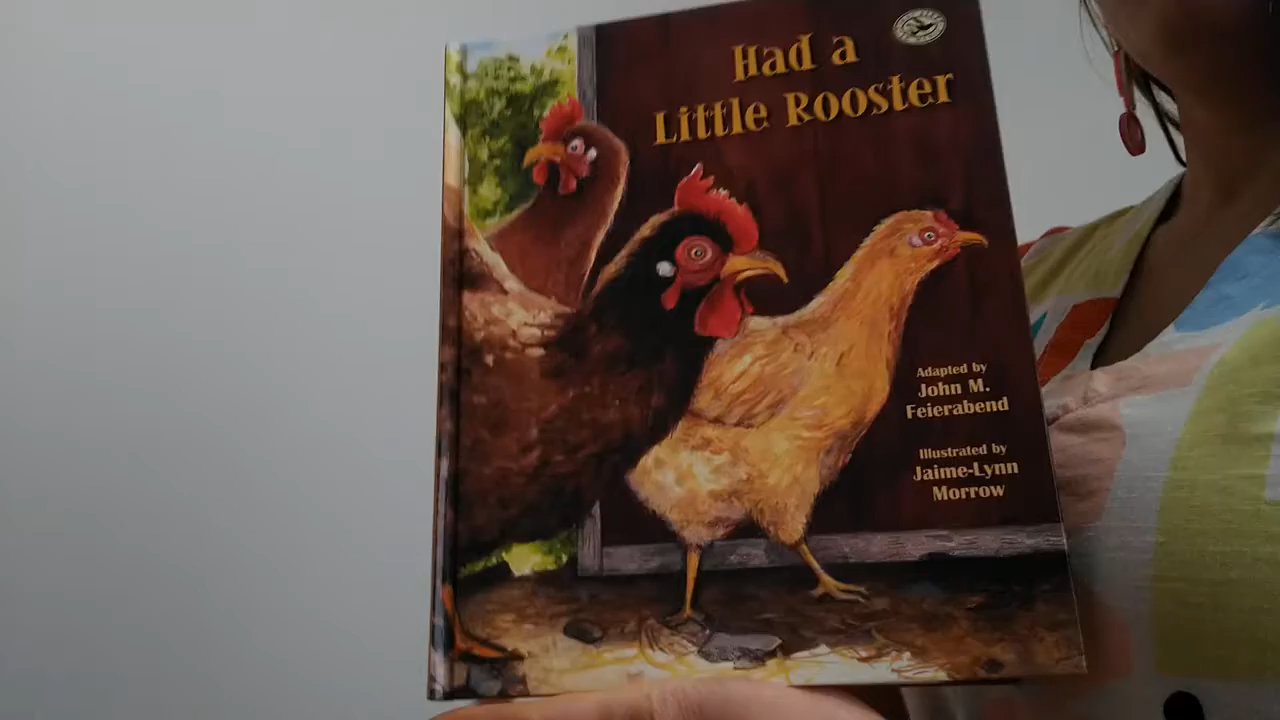 Had a
Little Rooster
Adapted by
John M.
Feierabend
Illustrated by
Jaime-Lynn
Morrow